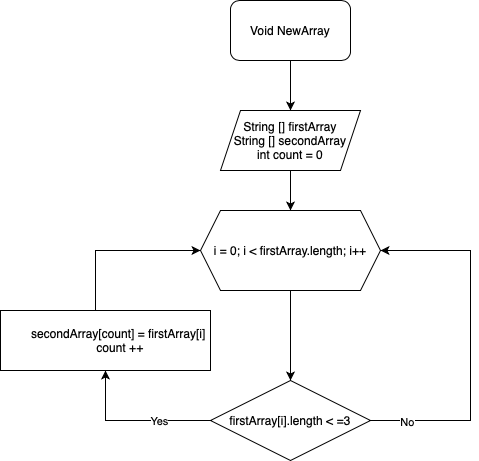 Void NewArray
String [] firstArray
String [] secondArray
int count = 0
i = 0; i < firstArray.length; i++
secondArray[count] = firstArray[i]
count ++
firstArray[i].length < =3
Yes
No